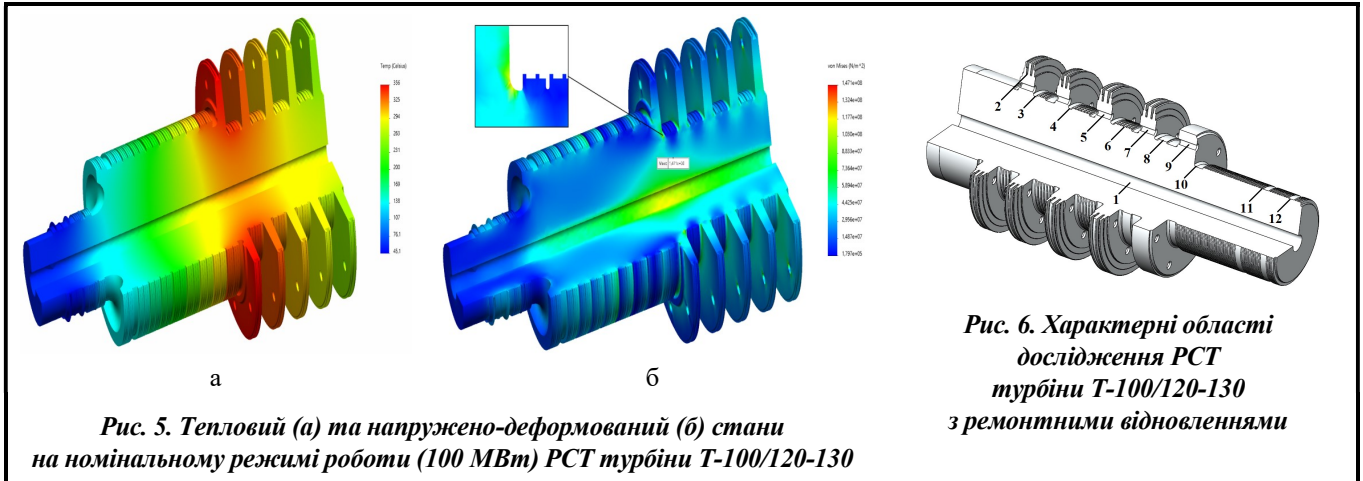 Temp (Celsius)
356
325
294
263
231
200
169
138
107
76,1
45,1
von Mises (N/m^2)
1,471e+08
1,324e+08
1,177e+08
1,030e+08
8,833e+07
7,364e+07
5,894e+07
4,425e+07
2,956e+07
1,487e+07
1,797e+05
2
3
4
5
6
7
8
9
10
11
12
1
а
б
Рис. 5. Тепловий (а) та напружено-деформований (б) стани
на номінальному режимі роботи (100 МВт) РСТ турбіни Т-100/120-130
Рис. 6. Характерні області
дослідження РСТ
турбіни Т-100/120-130
з ремонтними відновленнями